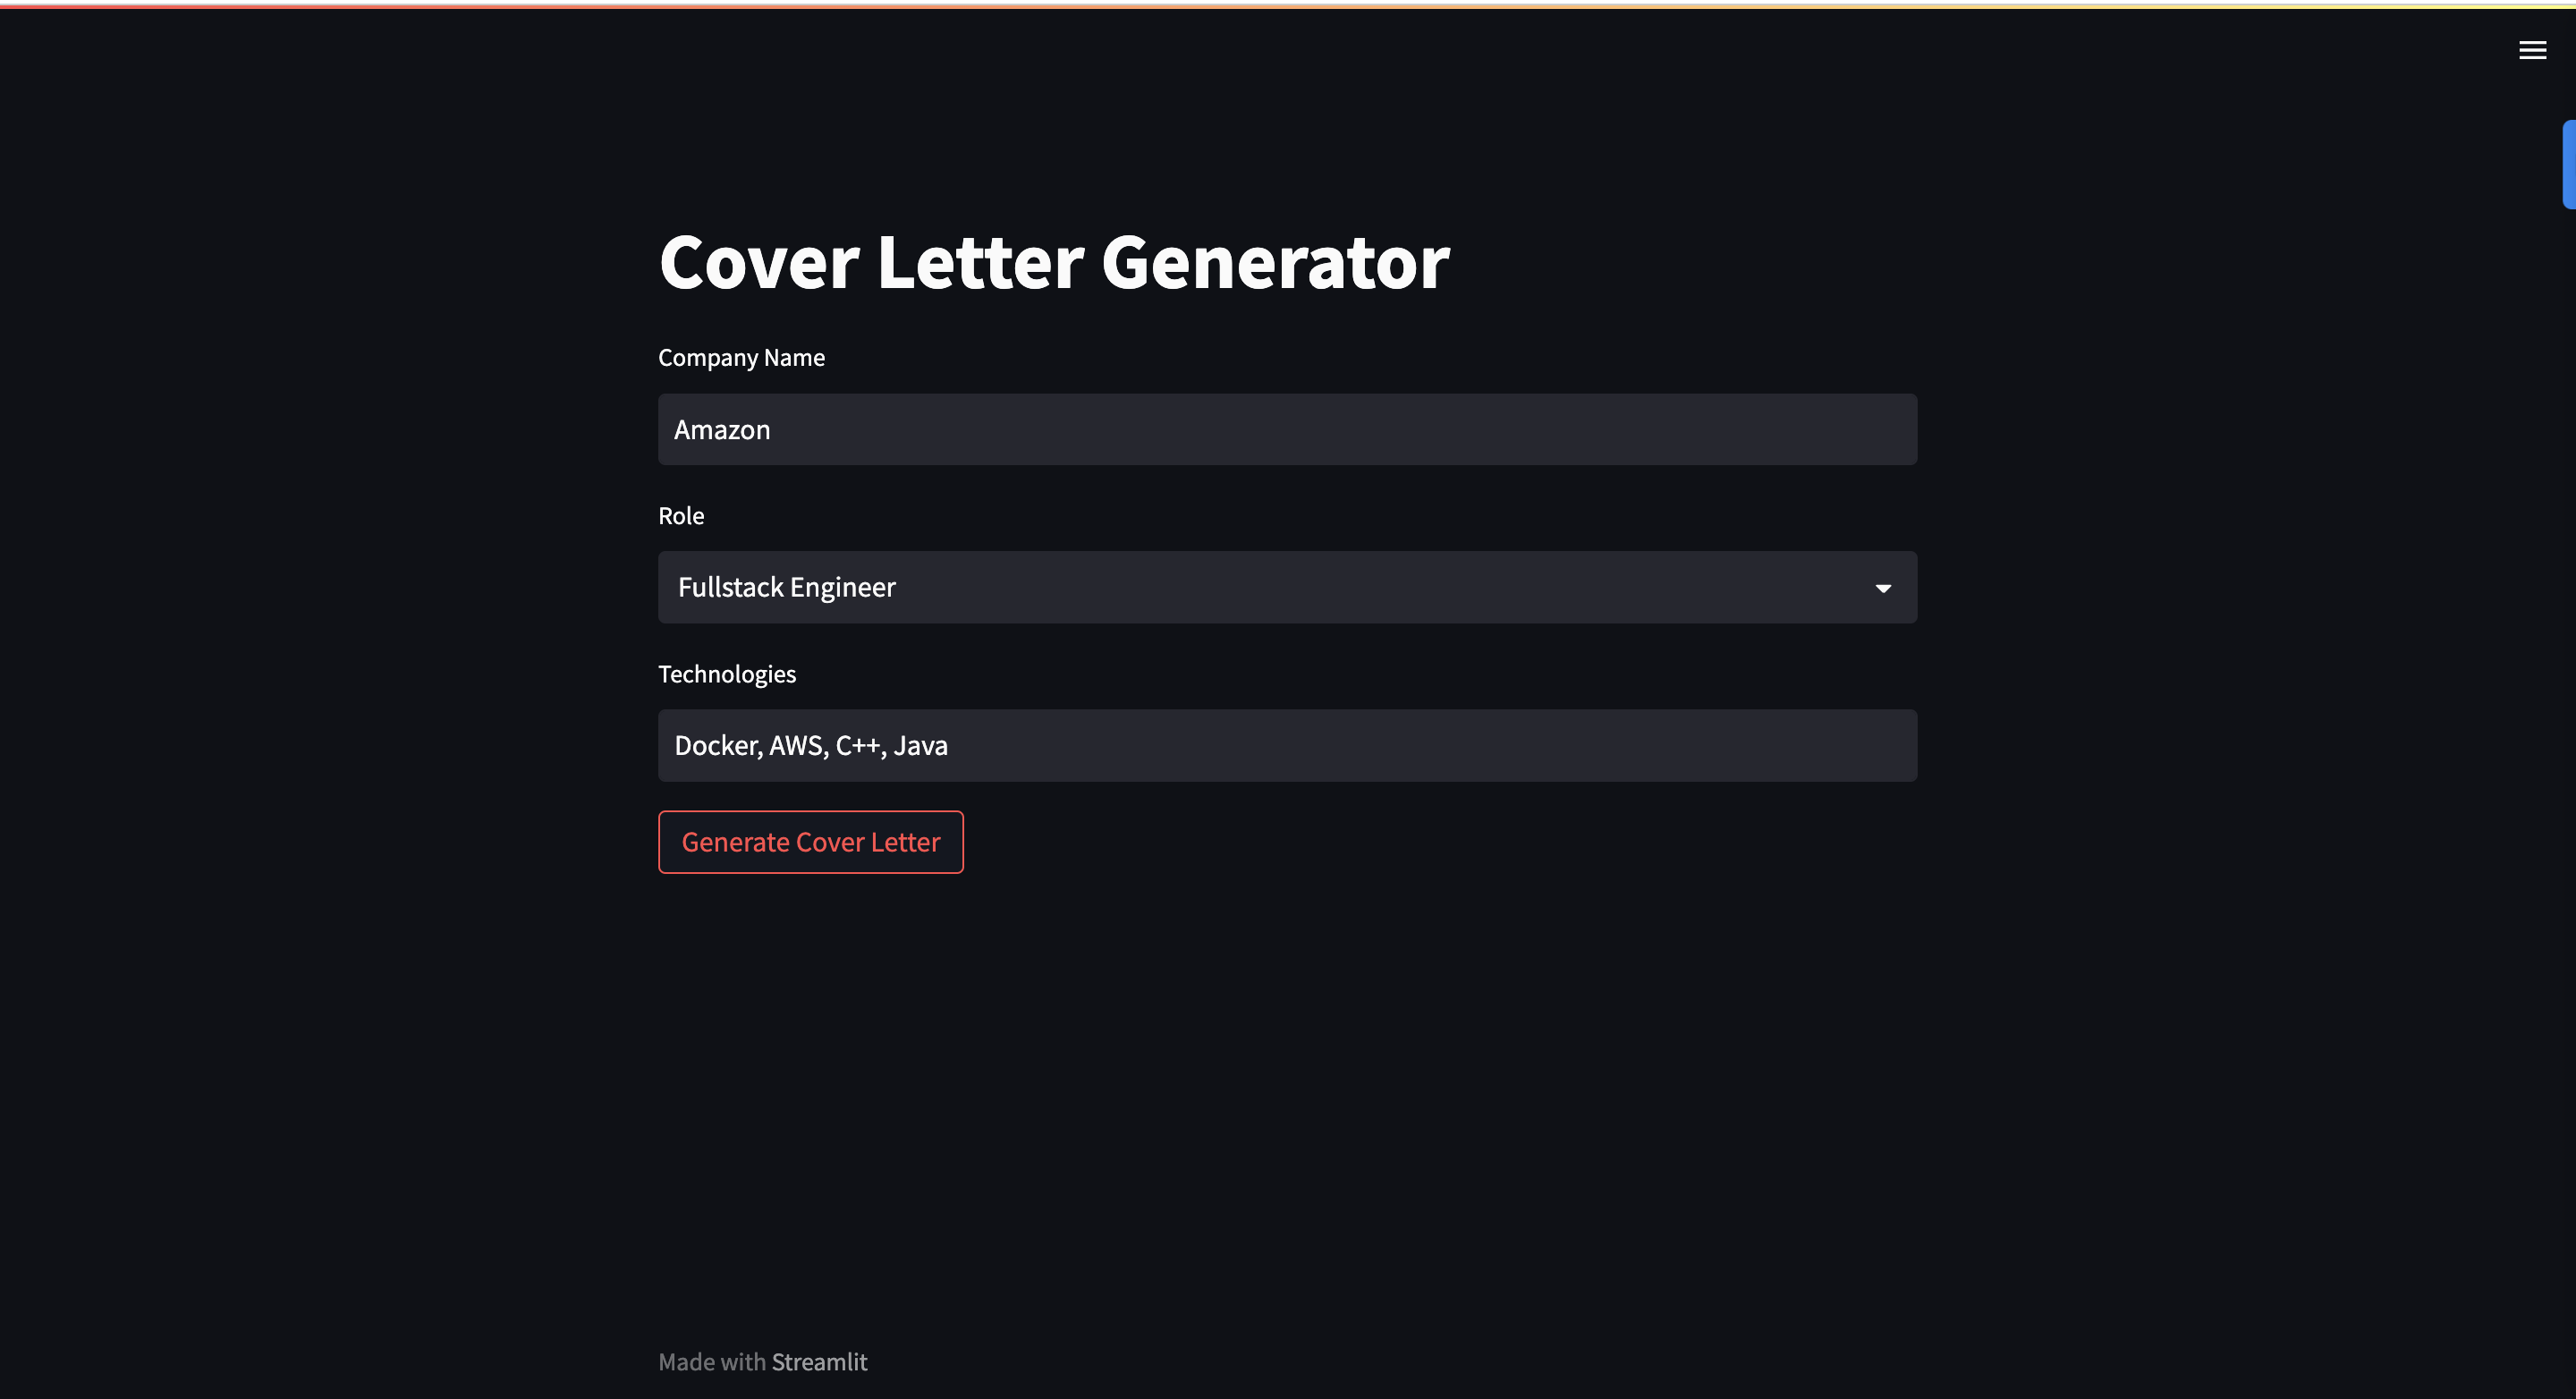 Cover Letter Generator
Company Name
Amazon
Role
Fullstack Engineer
Technologies
Docker, AWS, C++, Java
Generate Cover Letter
Made with Streamlit